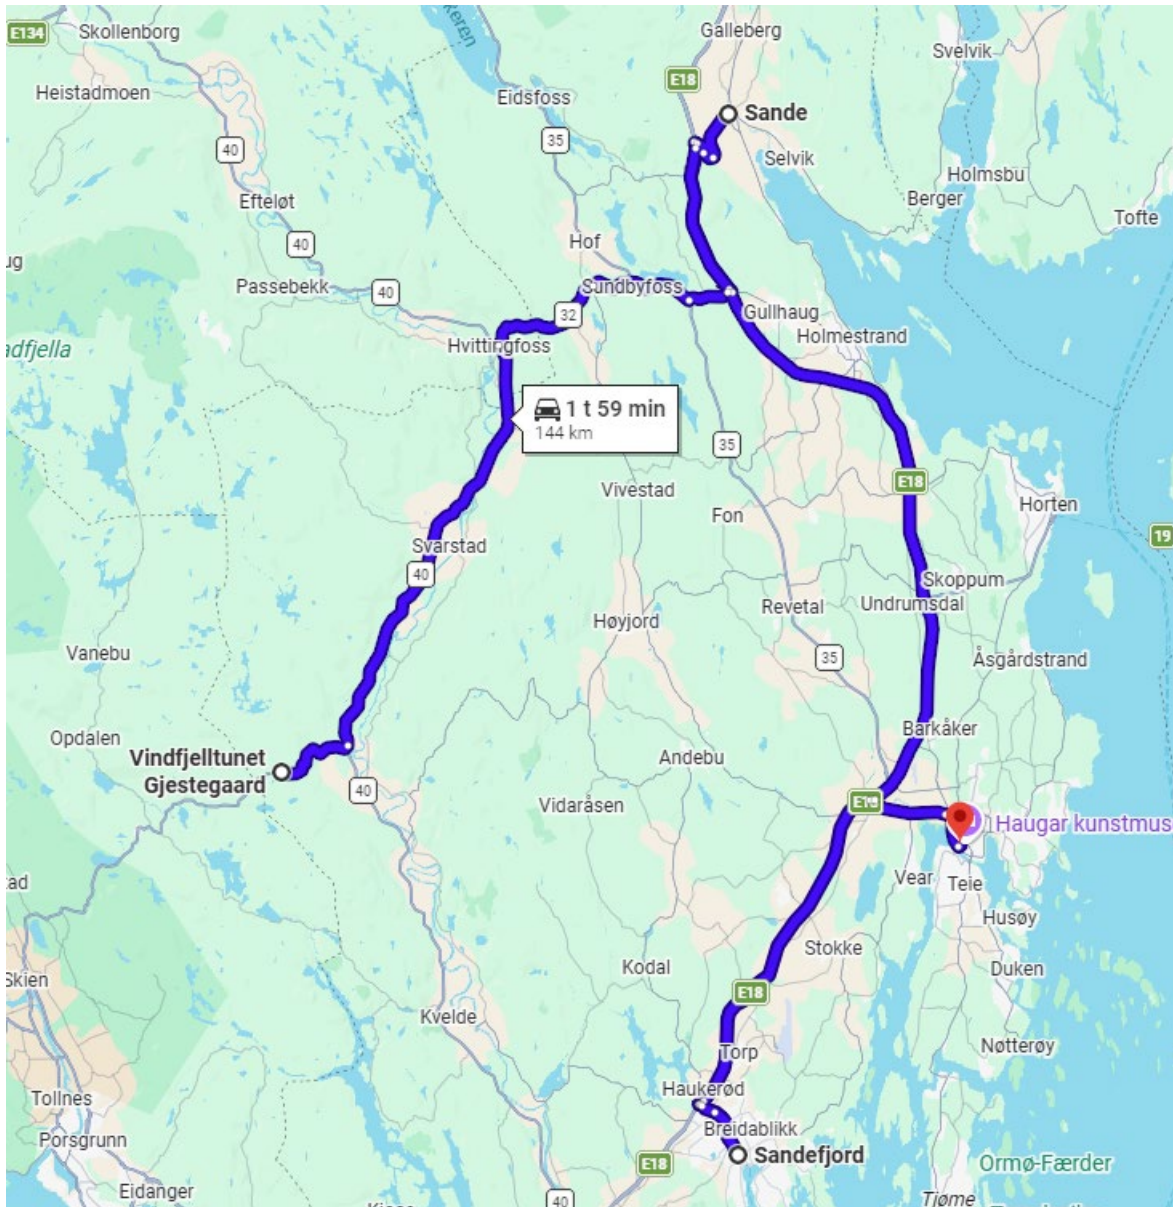 E134
Skollenborg
Galleberg
Svelvik
E18
Heistadmoen
Eidsfoss
Sande
35
40
Selvik
Holmsbu
Berger
Efteløt
Tofte
40
Hof
Passebekk
40
Sundbyfoss
32
Gullhaug
Holmestrand
Hvittingfoss
adfjella
1 t 59 min
144 km
35
E18
Vivestad
Horten
Fon
19
Svarstad
40
Skoppum
Undrumsdal
Revetal
Høyjord
35
Vanebu
Åsgårdstrand
Barkåker
Opdalen
Vindfjelltunet
Gjestegaard
Andebu
40
Vidaråsen
E18
Haugar kunstmus
Vear
Teie
ad
Husøy
Stokke
Kodal
Duken
Skien
E18
Kvelde
Torp
Nøtterøy
Haukerød
Tollnes
Breidablikk
Porsgrunn
Sandefjord
E18
Ormø-Færder
Eidanger
40
Tjøme